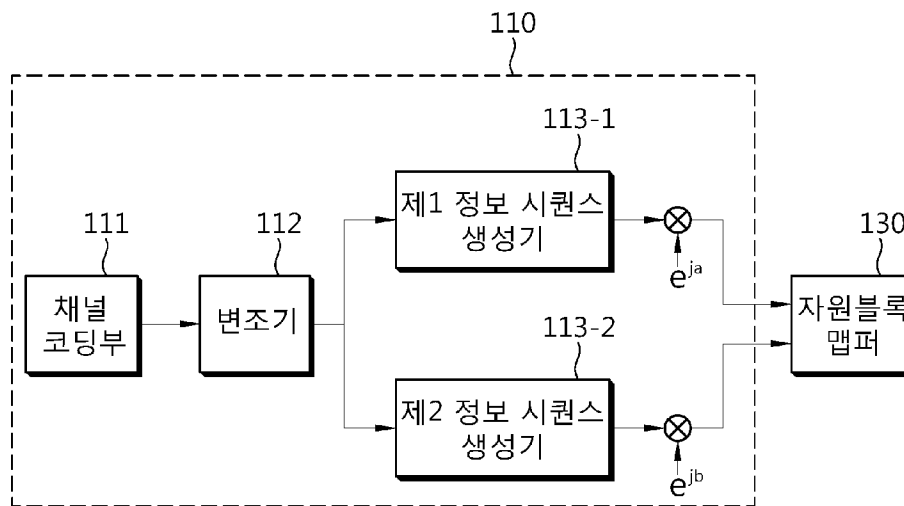 110
113-1
제1 정보 시퀀스
생성기
e^ja
111
채널
코딩부
112
변조기
130
자원블록
맵퍼
113-2
제2 정보 시퀀스
생성기
e^jb